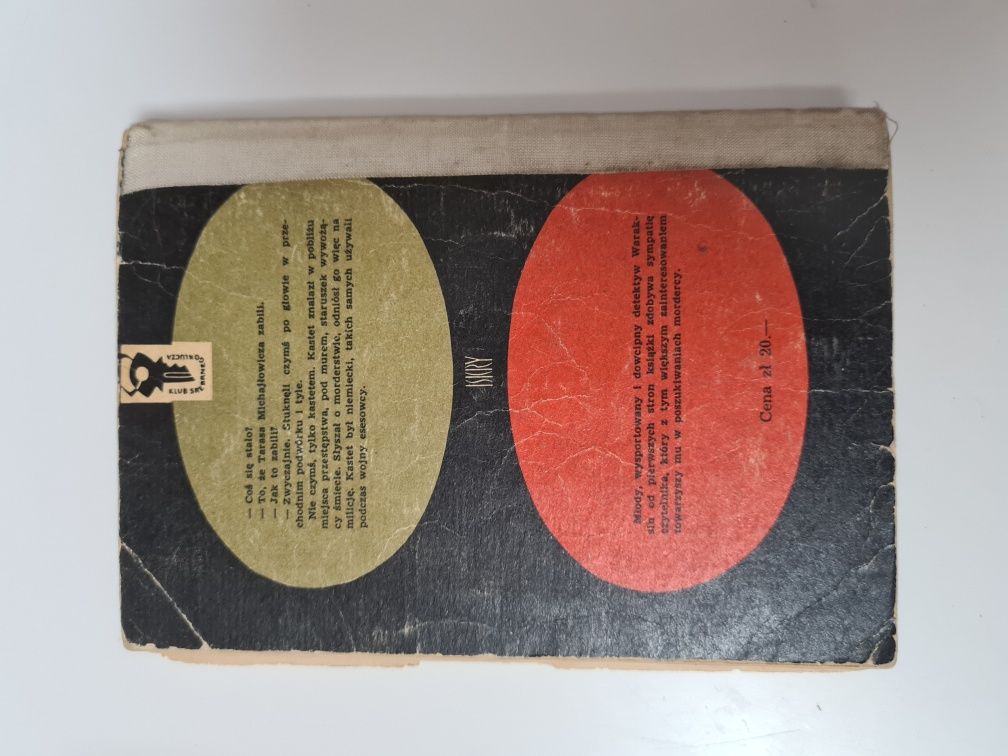 KLUB SREBRNEGO
KLUCZA
— Coś się stało?
— To, że Tarasa Michajłowicza zabili.
— Jak to zabili?
— Zwyczajnie. Stuknęli czymś po głowie w prze-
chodnim podwórku i tyle.
Nie czymś, tylko kastetem. Kastet znalazł w pobliżu
miejsca przestępstwa, pod murem, staruszek wywożą-
cy śmiecie. Słyszał o morderstwie, odniósł go więc na
milicję. Kastet był niemiecki, takich samych używali
podczas wojny esesowcy.
ISKRY
Młody, wysportowany i dowcipny detektyw Warak-
sin od pierwszych stron książki zdobywa sympatię
czytelnika, który z tym większym zainteresowaniem
towarzyszy mu w poszukiwaniach mordercy.
Cena zł 20.—